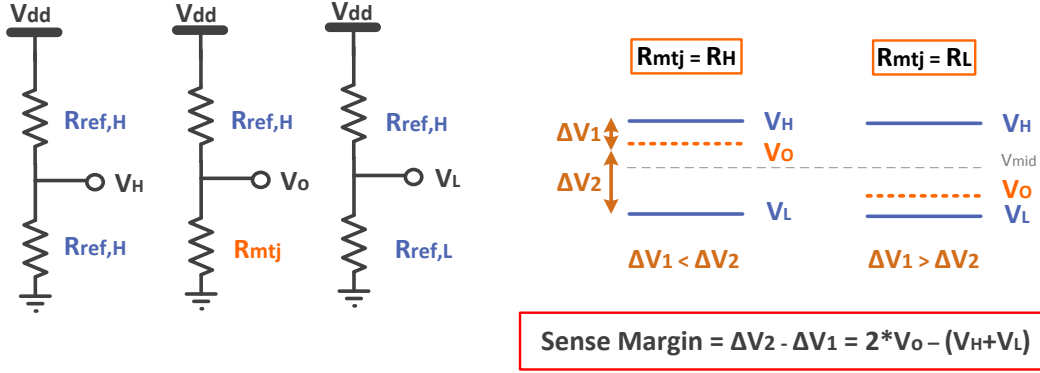 Vdd Vdd Vdd
Rref,H Rref,H Rref,H
VH Vo VL
Rref,H Rmtj Rref,L
Rmtj = RH Rmtj = RL
ΔV1 VH VH
VO Vmid
ΔV2 VO
VL VL
ΔV1 < ΔV2 ΔV1 > ΔV2
Sense Margin = ΔV2 - ΔV1 = 2*Vo – (VH+VL)